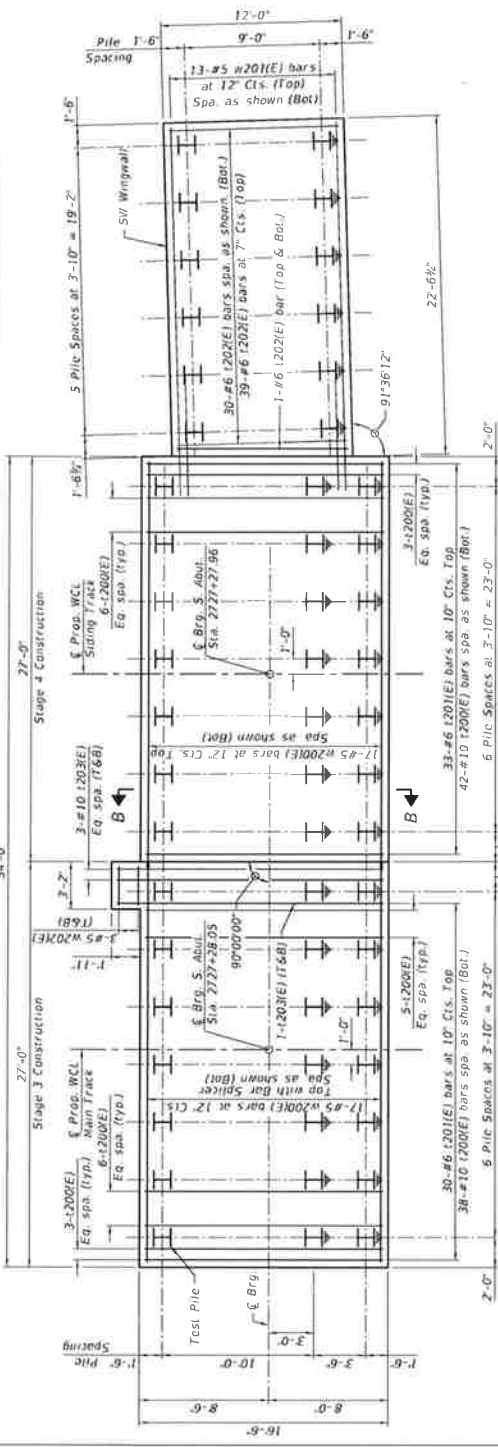 12'-0"
Pile Spacing
1'-6"
9'-0"
1'-6"
13-#5 w201(E) bars
at 12" Cts. (Top)
Spa. as shown (Bot)
1'-6"
5 Pile Spaces at 3'-10" = 19'-2"
SW Wingwall
30-#6 t202(E) bars spa. as shown (Bot.)
39-#6 t202(E) bars at 7" Cts. (Top)
1-#6 t202(E) bar (Top & Bot.)
22'-6¾"
91°36'12"
27'-0"
Stage 3 Construction
27'-0"
Stage 4 Construction
1'-6¾"
3-t200(E)
Eq. spa. (typ.)
℄ Prop. WCL
Main Track
6-t200(E)
Eq. spa. (typ.)
3-#5 w202(E)
(T&B)
1'-11"
3'-2"
3-#10 t203(E)
Eq. spa. (T&B)
℄ Prop. WCL
Siding Track
6-t200(E)
Eq. spa. (typ.)
B
B
Test Pile
℄ Brg.
℄ Brg. S. Abut.
Sta. 2727+28.05
90°00'00"
℄ Brg. S. Abut.
Sta. 2727+27.96
1'-0"
1'-0"
17-#5 w200(E) bars at 12" Cts
Top with Bar Splicer
Spa as shown (Bot)
17-#5 w200(E) bars at 12" Cts. Top
Spa as shown (Bot)
1-t203(E) (T&B)
5-t200(E)
Eq. spa. (typ.)
3-t200(E)
Eq. spa. (typ.)
30-#6 t201(E) bars at 10" Cts. Top
38-#10 t200(E) bars spa. as shown (Bot.)
33-#6 t201(E) bars at 10" Cts. Top
42-#10 t200(E) bars spa. as shown (Bot.)
2'-0"
6 Pile Spaces at 3'-10" = 23'-0"
6 Pile Spaces at 3'-10" = 23'-0"
2'-0"
Pile Spacing
1'-6"
10'-0"
3'-6"
1'-6"
3'-0"
8'-6"
8'-0"
16'-6"